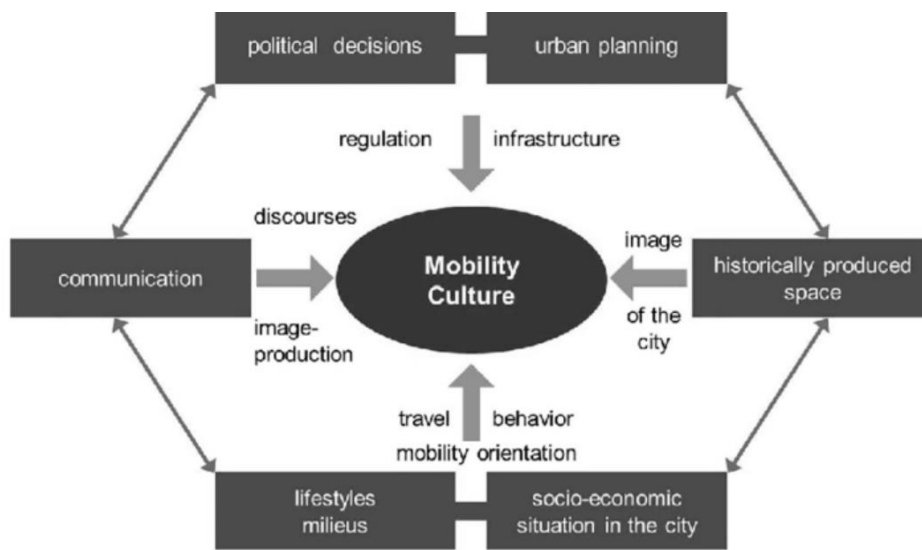 political decisions
urban planning
regulation
infrastructure
discourses
image
communication
Mobility
Culture
historically produced
space
image-
production
of the
city
travel
behavior
mobility orientation
lifestyles
milieus
socio-economic
situation in the city